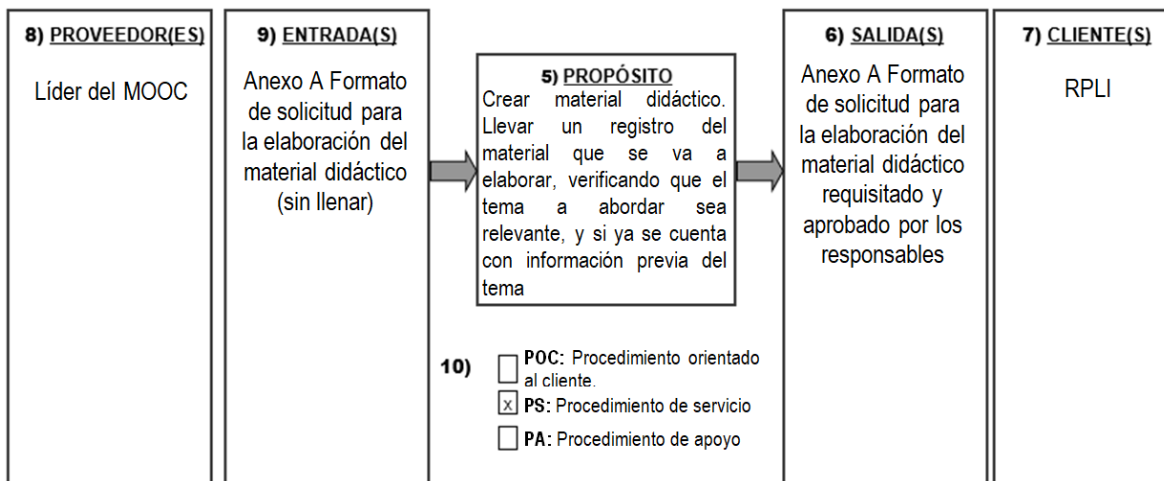 8) PROVEEDOR(ES)
Líder del MOOC
9) ENTRADA(S)
Anexo A Formato
de solicitud para
la elaboración del
material didáctico
(sin llenar)
5) PROPÓSITO
Crear material didáctico.
Llevar un registro del
material que se va a
elaborar, verificando que el
tema a abordar sea
relevante, y si ya se cuenta
con información previa del
tema
10)
POC: Procedimiento orientado
al cliente.
x PS: Procedimiento de servicio
PA: Procedimiento de apoyo
6) SALIDA(S)
Anexo A Formato
de solicitud para
la elaboración del
material didáctico
requisitado y
aprobado por los
responsables
7) CLIENTE(S)
RPLI